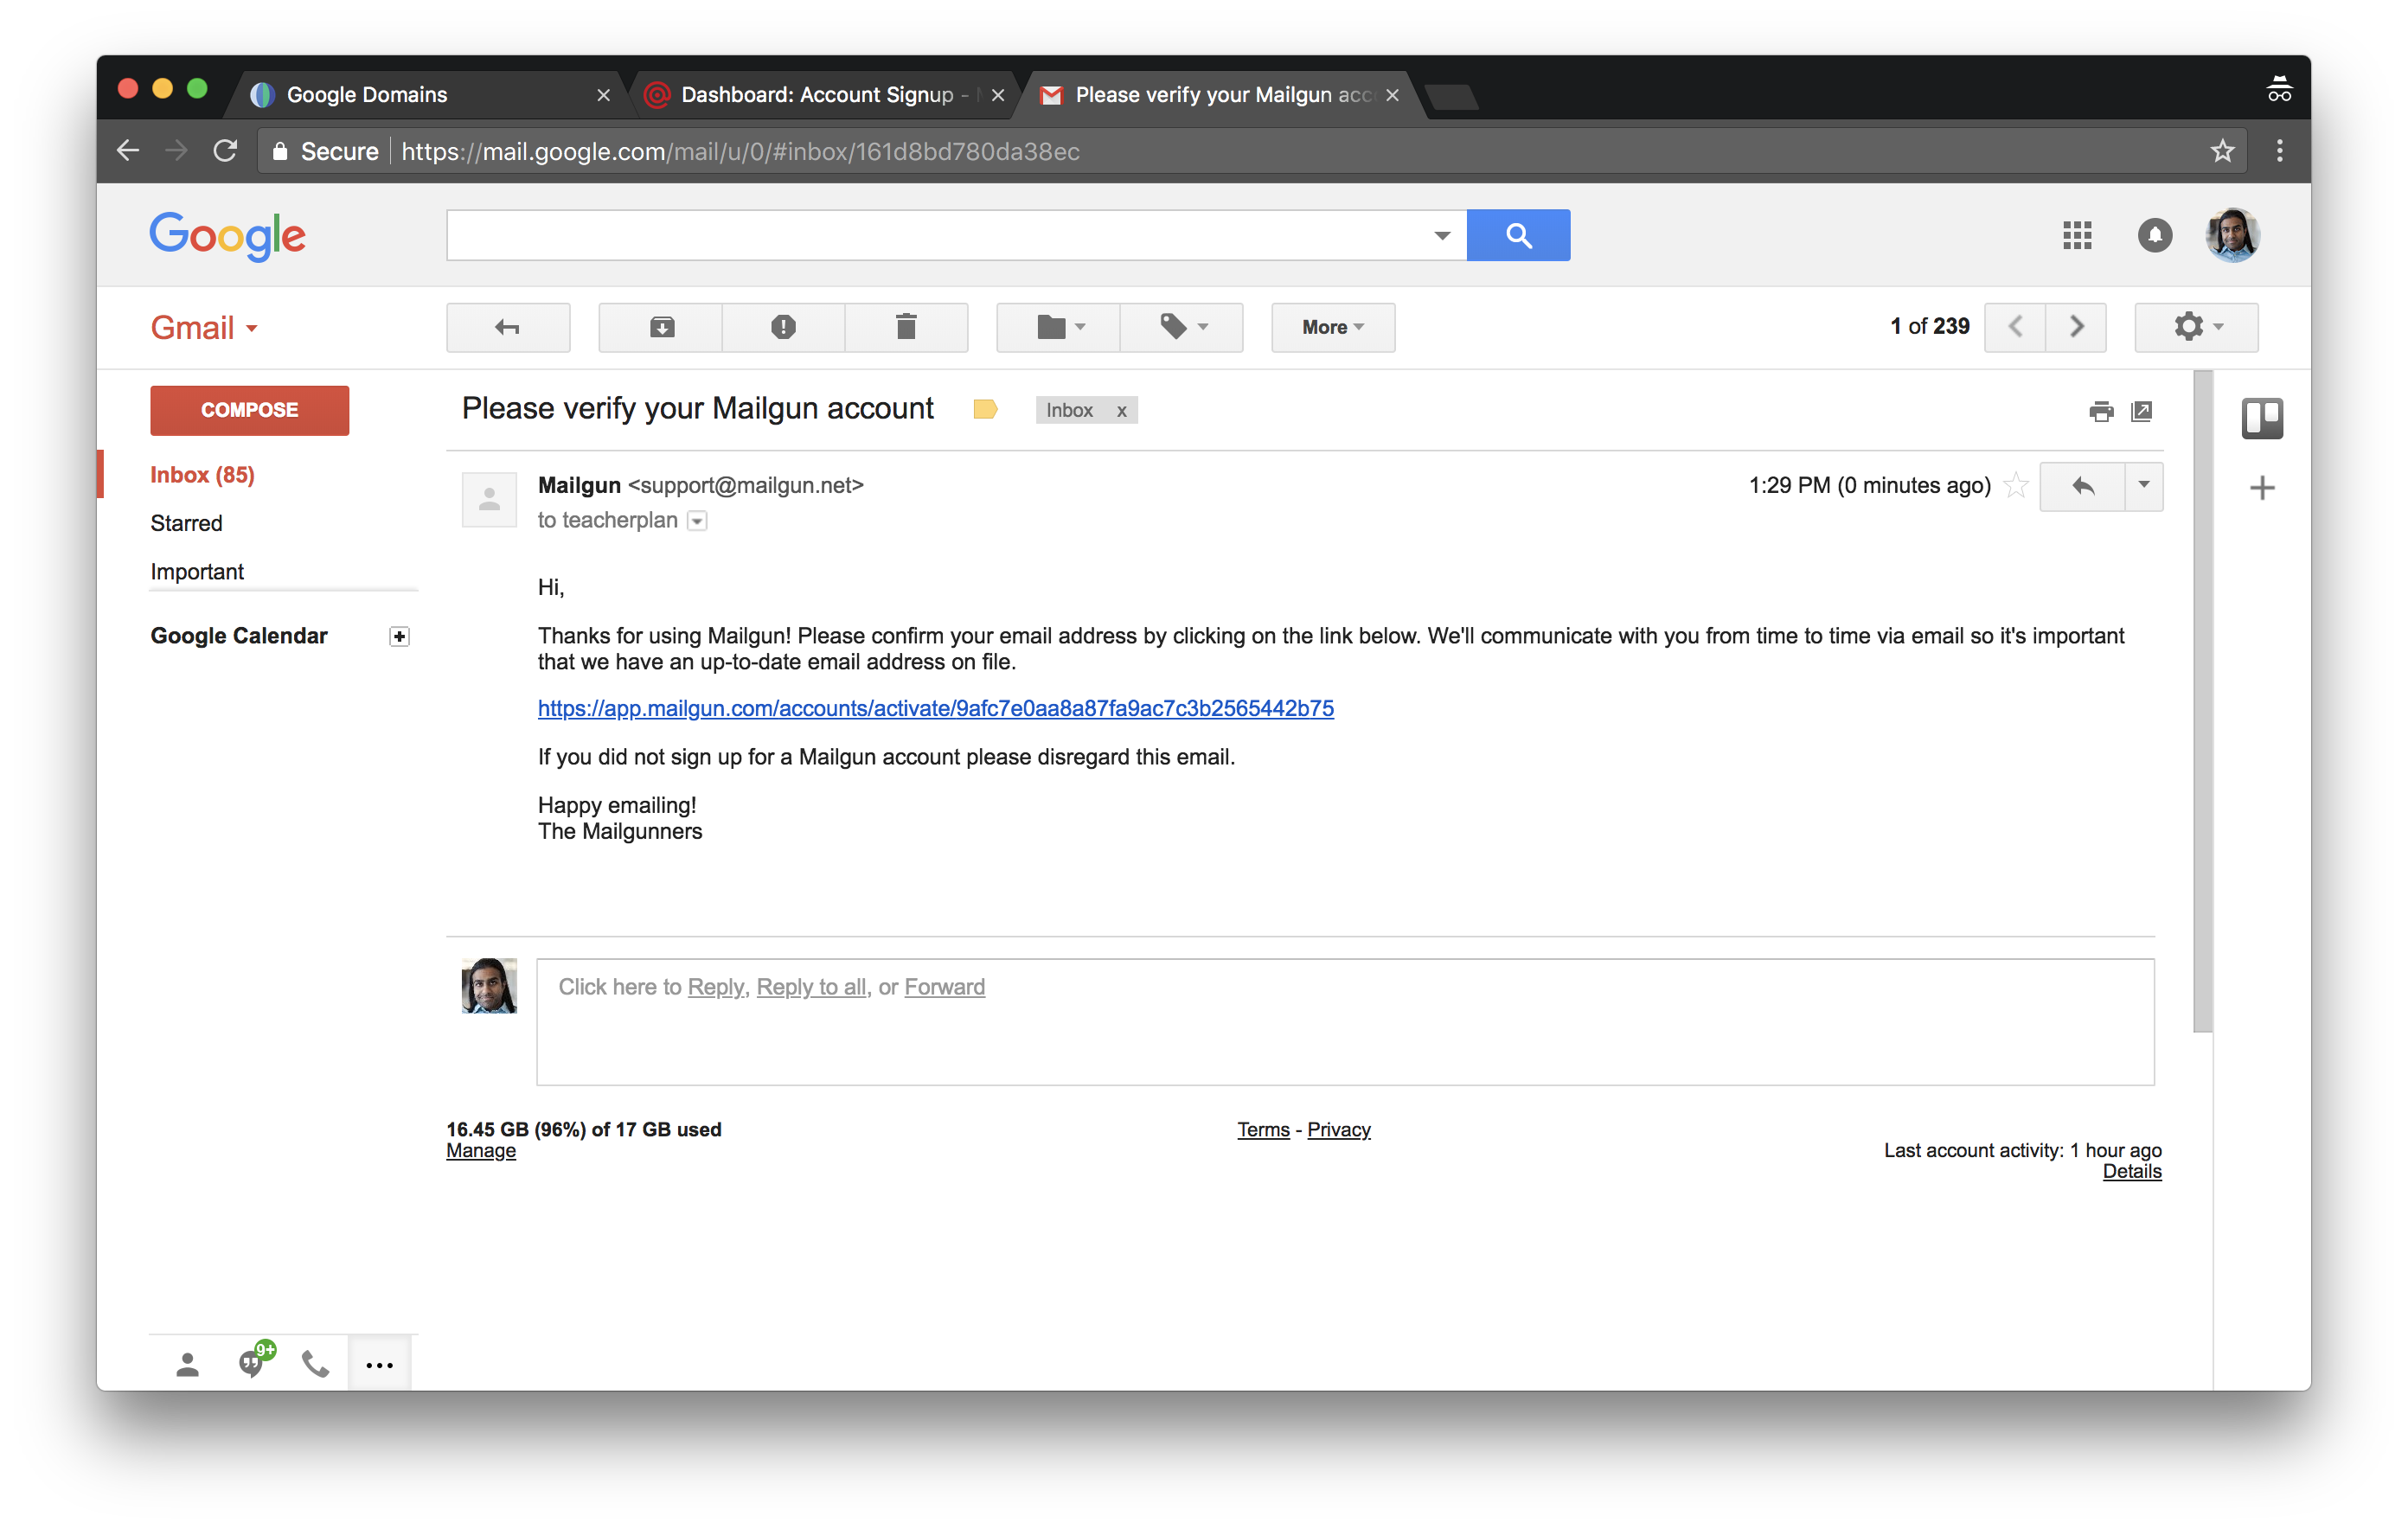 Google Domains
Dashboard: Account Signup -
Please verify your Mailgun acc
Secure https://mail.google.com/mail/u/0/#inbox/161d8bd780da38ec
Google
Gmail
More
1 of 239
COMPOSE
Inbox (85)
Starred
Important
Google Calendar
Please verify your Mailgun account
Inbox x
Mailgun <support@mailgun.net>
1:29 PM (0 minutes ago)
to teacherplan
Hi,
Thanks for using Mailgun! Please confirm your email address by clicking on the link below. We'll communicate with you from time to time via email so it's important
that we have an up-to-date email address on file.
https://app.mailgun.com/accounts/activate/9afc7e0aa8a87fa9ac7c3b2565442b75
If you did not sign up for a Mailgun account please disregard this email.
Happy emailing!
The Mailgunners
Click here to Reply, Reply to all, or Forward
16.45 GB (96%) of 17 GB used
Manage
Terms - Privacy
Last account activity: 1 hour ago
Details
9+